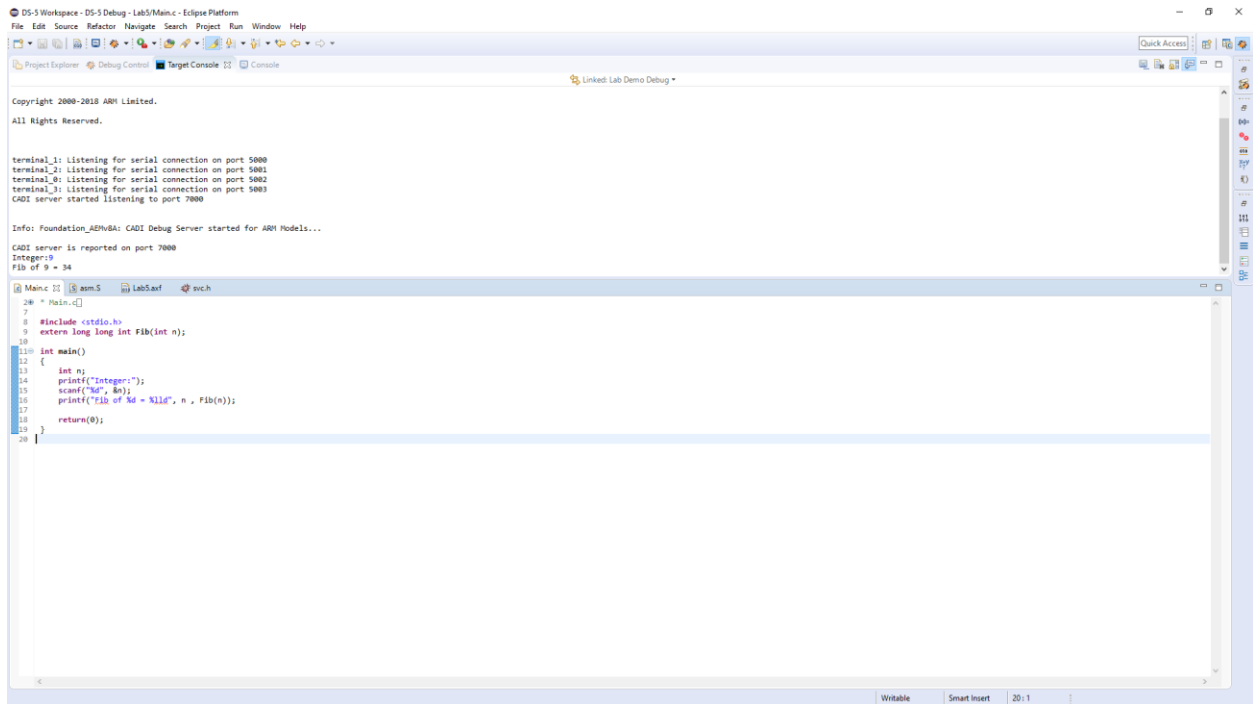 DS-5 Workspace - DS-5 Debug - Lab5/Main.c - Eclipse Platform
File Edit Source Refactor Navigate Search Project Run Window Help
Quick Access
Project Explorer Debug Control Target Console Console
Linked: Lab Demo Debug
Copyright 2000-2018 ARM Limited.
All Rights Reserved.
terminal_1: Listening for serial connection on port 5000
terminal_2: Listening for serial connection on port 5001
terminal_0: Listening for serial connection on port 5002
terminal_3: Listening for serial connection on port 5003
CADI server started listening to port 7000
Info: Foundation_AEMv8A: CADI Debug Server started for ARM Models...
CADI server is reported on port 7000
Integer:9
Fib of 9 = 34
Main.c asm.S Lab5.axf svc.h
2 * Main.c
7
8 #include <stdio.h>
9 extern long long int Fib(int n);
10
11 int main()
12 {
13 int n;
14 printf("Integer:");
15 scanf("%d", &n);
16 printf("Fib of %d = %lld", n , Fib(n));
17
18 return(0);
19 }
20
Writable Smart Insert 20 : 1